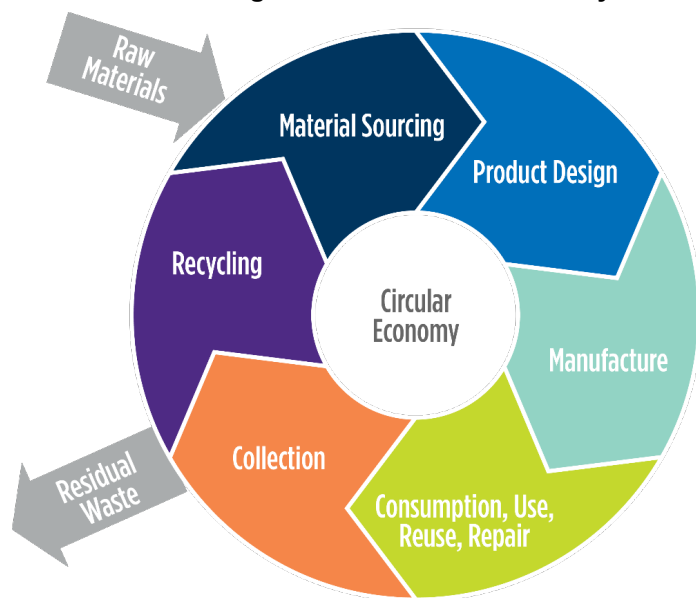 Raw
Materials
Material Sourcing
Product Design
Recycling
Circular
Economy
Manufacture
Collection
Residual
Waste
Consumption, Use,
Reuse, Repair